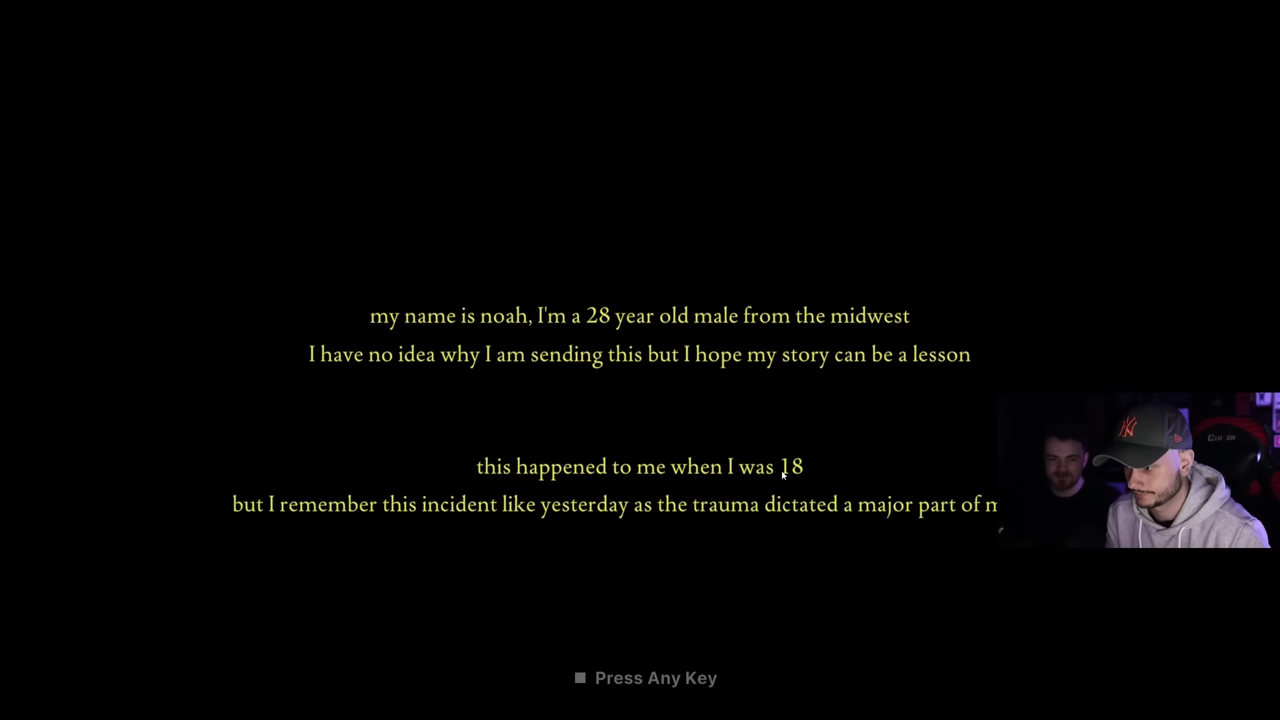 my name is noah, I'm a 28 year old male from the midwest
I have no idea why I am sending this but I hope my story can be a lesson
this happened to me when I was 18
but I remember this incident like yesterday as the trauma dictated a major part of
Press Any Key